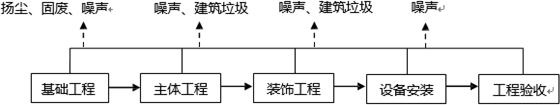 扬尘、固废、噪声 噪声、建筑垃圾 噪声、建筑垃圾 噪声
基础工程 主体工程 装饰工程 设备安装 工程验收